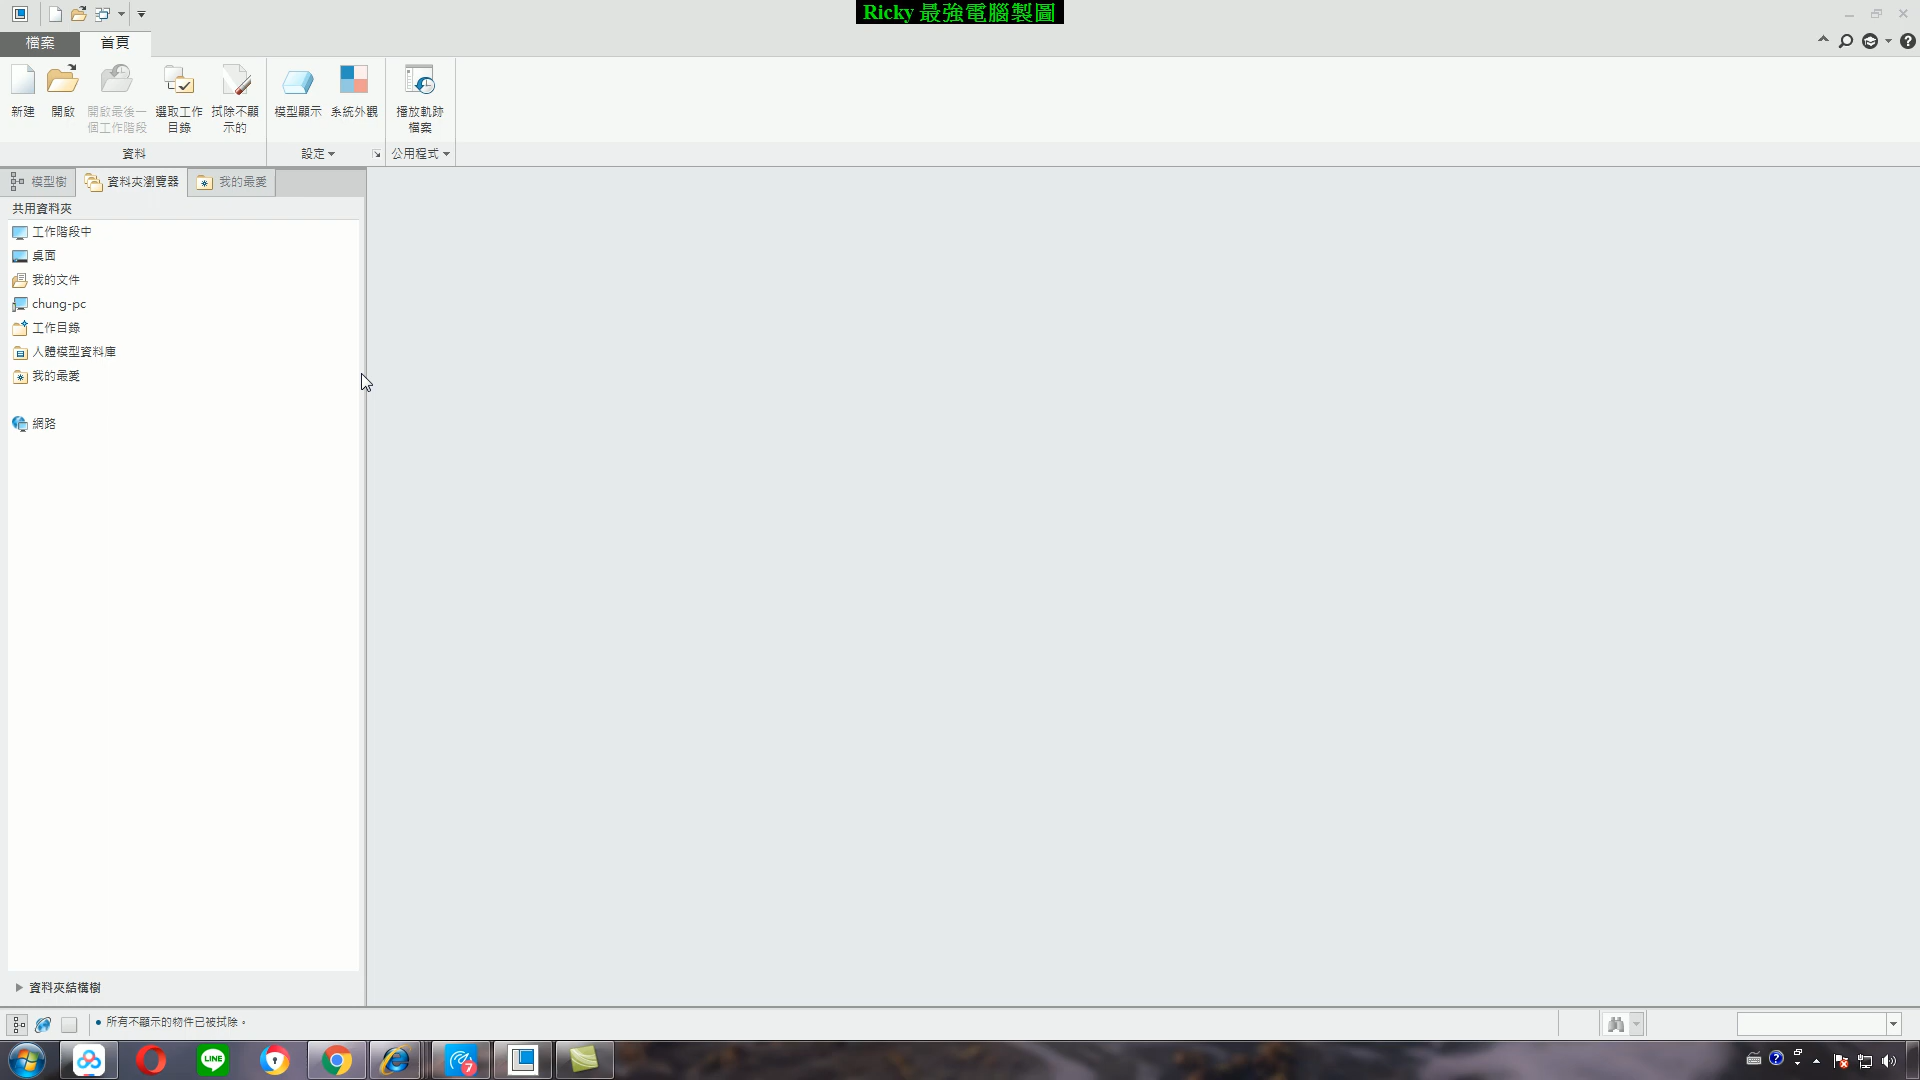 Ricky 最強電腦製圖
檔案
首頁
新建
開啟
開啟最後一
個工作階段
選取工作
目錄
拭除不顯
示的
模型顯示
系統外觀
播放軌跡
檔案
資料
設定
公用程式
模型樹
資料夾瀏覽器
我的最愛
共用資料夾
工作階段中
桌面
我的文件
chung-pc
工作目錄
人體模型資料庫
我的最愛
網路
資料夾結構樹
• 所有不顯示的物件已被拭除。
LINE
7